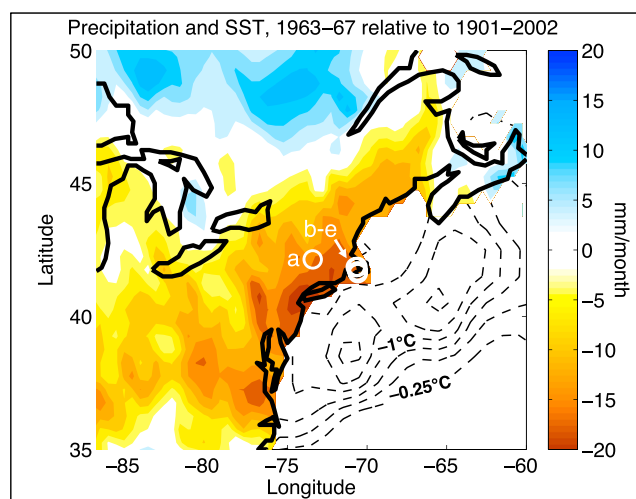 Precipitation and SST, 1963–67 relative to 1901–2002
50
45
40
35
Latitude
−85
−80
−75
−70
−65
−60
Longitude
a
b-e
−1°C
−0.25°C
20
15
10
5
0
−5
−10
−15
−20
mm/month